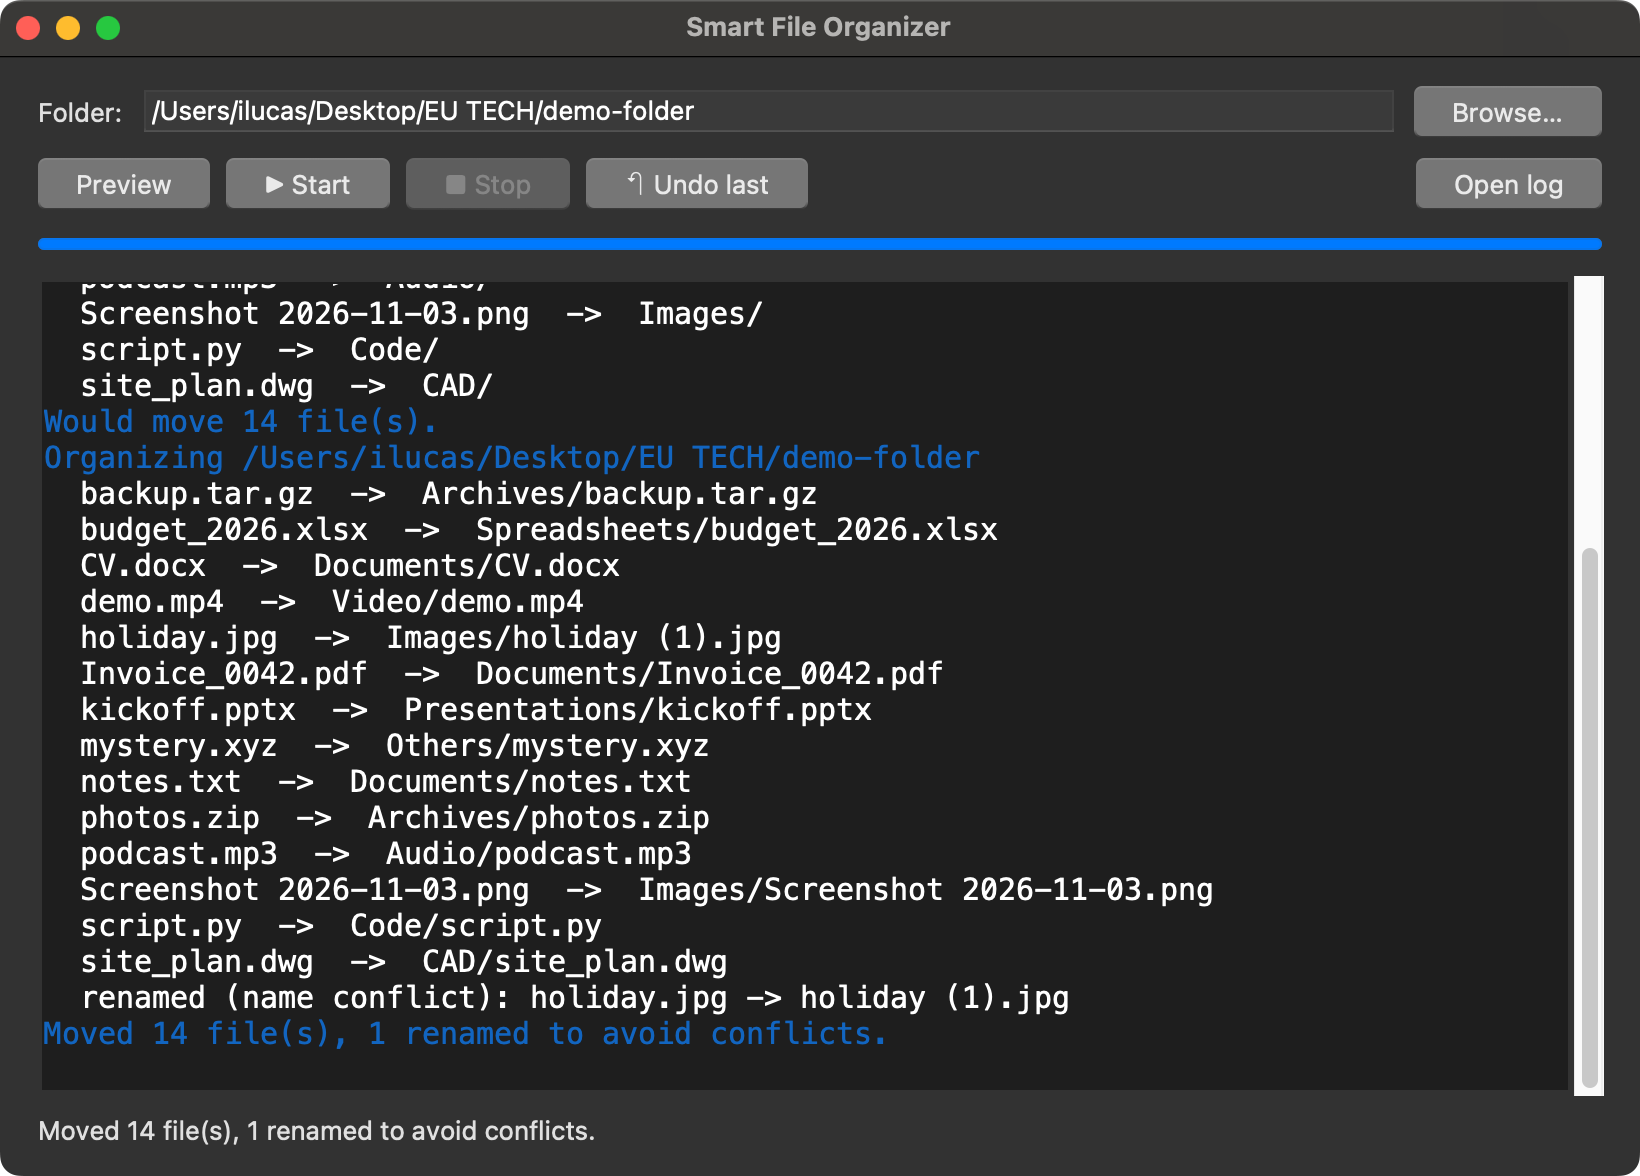 Smart File Organizer
Folder: /Users/ilucas/Desktop/EU TECH/demo-folder Browse...
Preview ▶ Start ■ Stop ↰ Undo last Open log
podcast.mp3  ->  Audio/
Screenshot 2026-11-03.png  ->  Images/
script.py  ->  Code/
site_plan.dwg  ->  CAD/
Would move 14 file(s).
Organizing /Users/ilucas/Desktop/EU TECH/demo-folder
backup.tar.gz  ->  Archives/backup.tar.gz
budget_2026.xlsx  ->  Spreadsheets/budget_2026.xlsx
CV.docx  ->  Documents/CV.docx
demo.mp4  ->  Video/demo.mp4
holiday.jpg  ->  Images/holiday (1).jpg
Invoice_0042.pdf  ->  Documents/Invoice_0042.pdf
kickoff.pptx  ->  Presentations/kickoff.pptx
mystery.xyz  ->  Others/mystery.xyz
notes.txt  ->  Documents/notes.txt
photos.zip  ->  Archives/photos.zip
podcast.mp3  ->  Audio/podcast.mp3
Screenshot 2026-11-03.png  ->  Images/Screenshot 2026-11-03.png
script.py  ->  Code/script.py
site_plan.dwg  ->  CAD/site_plan.dwg
renamed (name conflict): holiday.jpg -> holiday (1).jpg
Moved 14 file(s), 1 renamed to avoid conflicts.
Moved 14 file(s), 1 renamed to avoid conflicts.